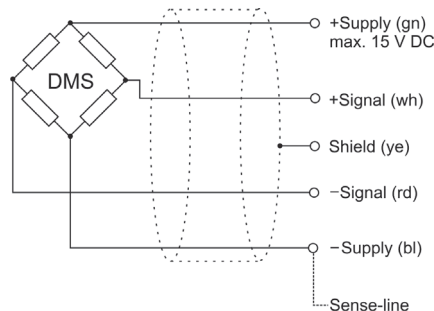 +Supply (gn)
max. 15 V DC
DMS
+Signal (wh)
Shield (ye)
−Signal (rd)
−Supply (bl)
Sense-line